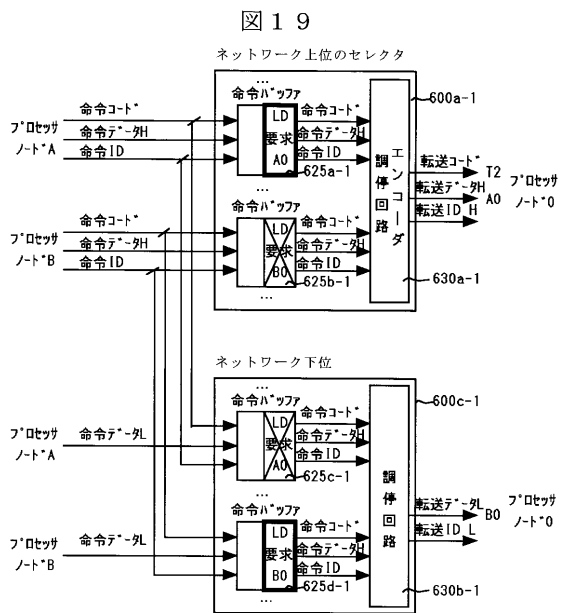 図１９
ネットワーク上位のセレクタ
…
命令バッファ
命令コード
命令データH
命令ID
プロセッサ
ノードA
LD
要求
A0
命令コード
命令データH
命令ID
625a-1
600a-1
エンコーダ
調停回路
転送コード
転送データH
転送ID H
T2
A0
プロセッサ
ノード0
630a-1
…
命令バッファ
命令コード
命令データH
命令ID
プロセッサ
ノードB
LD
要求
B0
命令コード
命令データH
命令ID
625b-1
…
ネットワーク下位
…
命令バッファ
プロセッサ
ノードA
命令データL
LD
要求
A0
命令コード
命令データH
命令ID
625c-1
600c-1
調停回路
転送データL
転送ID L
B0
プロセッサ
ノード0
630b-1
…
命令バッファ
プロセッサ
ノードB
命令データL
LD
要求
B0
命令コード
命令データH
命令ID
625d-1
…